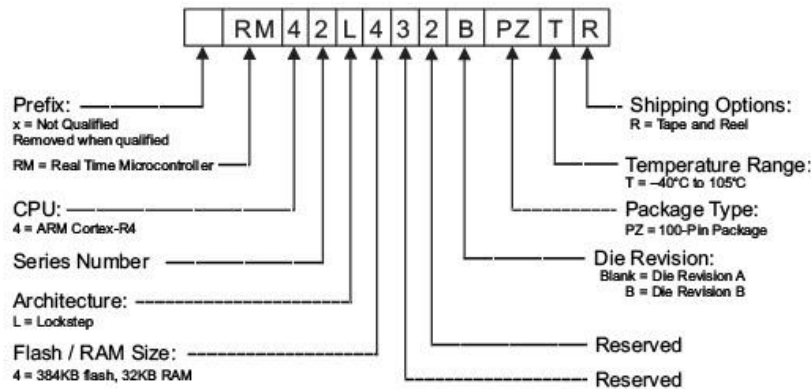 RM 4 2 L 4 3 2 B PZ T R
Prefix:
x = Not Qualified
Removed when qualified
RM = Real Time Microcontroller
CPU:
4 = ARM Cortex-R4
Series Number
Architecture:
L = Lockstep
Flash / RAM Size:
4 = 384KB flash, 32KB RAM
Shipping Options:
R = Tape and Reel
Temperature Range:
T = –40°C to 105°C
Package Type:
PZ = 100-Pin Package
Die Revision:
Blank = Die Revision A
B = Die Revision B
Reserved
Reserved